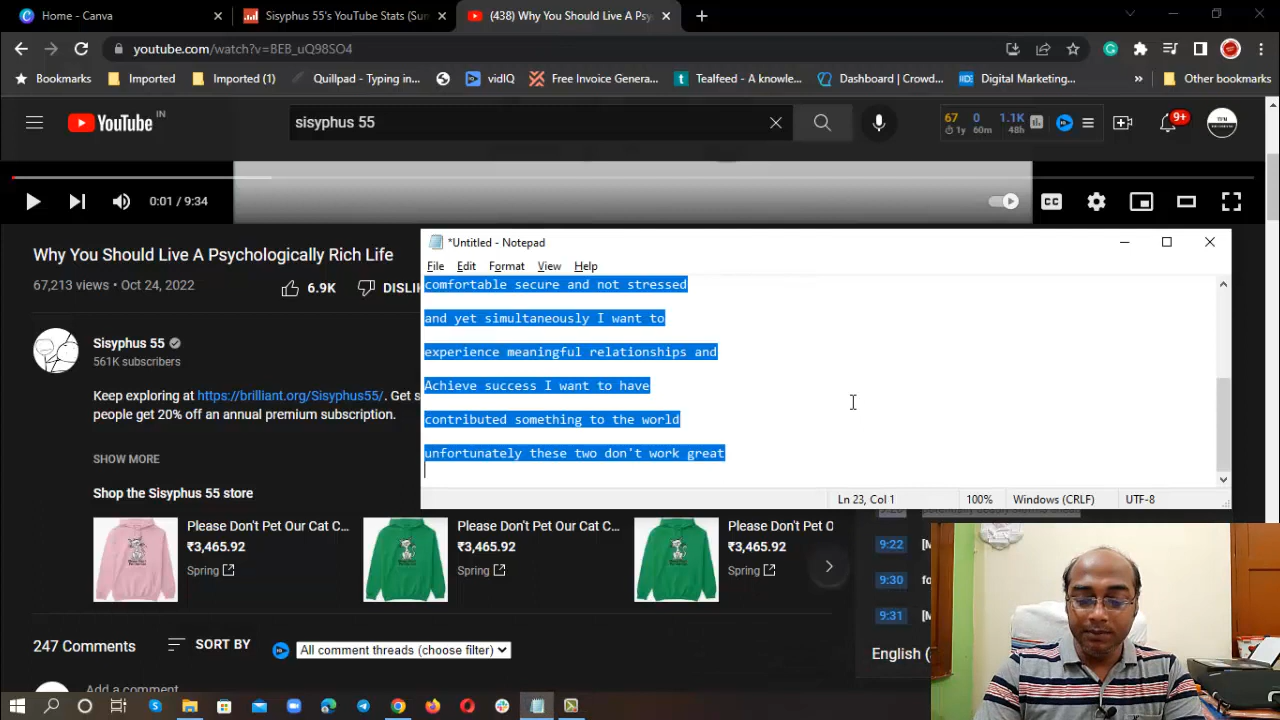 Home - Canva
Sisyphus 55's YouTube Stats (Sum
(438) Why You Should Live A Psy
youtube.com/watch?v=BEB_uQ98SO4
Bookmarks
Imported
Imported (1)
Quillpad - Typing in...
vidIQ
Free Invoice Genera...
Tealfeed - A knowle...
Dashboard | Crowd...
Digital Marketing...
»
Other bookmarks
YouTube IN
sisyphus 55
67 0 1.1K
1y 60m 48h
9+
0:01 / 9:34
CC
Why You Should Live A Psychologically Rich Life
67,213 views • Oct 24, 2022
6.9K
DISLI
Sisyphus 55
561K subscribers
Keep exploring at https://brilliant.org/Sisyphus55/. Get s
people get 20% off an annual premium subscription.
SHOW MORE
Shop the Sisyphus 55 store
Please Don't Pet Our Cat C...
₹3,465.92
Spring
Please Don't Pet Our Cat C...
₹3,465.92
Spring
Please Don't Pet O
₹3,465.92
Spring
247 Comments
SORT BY
All comment threads (choose filter)
Add a comment
*Untitled - Notepad
File Edit Format View Help
comfortable secure and not stressed
and yet simultaneously I want to
experience meaningful relationships and
Achieve success I want to have
contributed something to the world
unfortunately these two don't work great
Ln 23, Col 1
100%
Windows (CRLF)
UTF-8
9:22
9:30 fo
9:31
English (